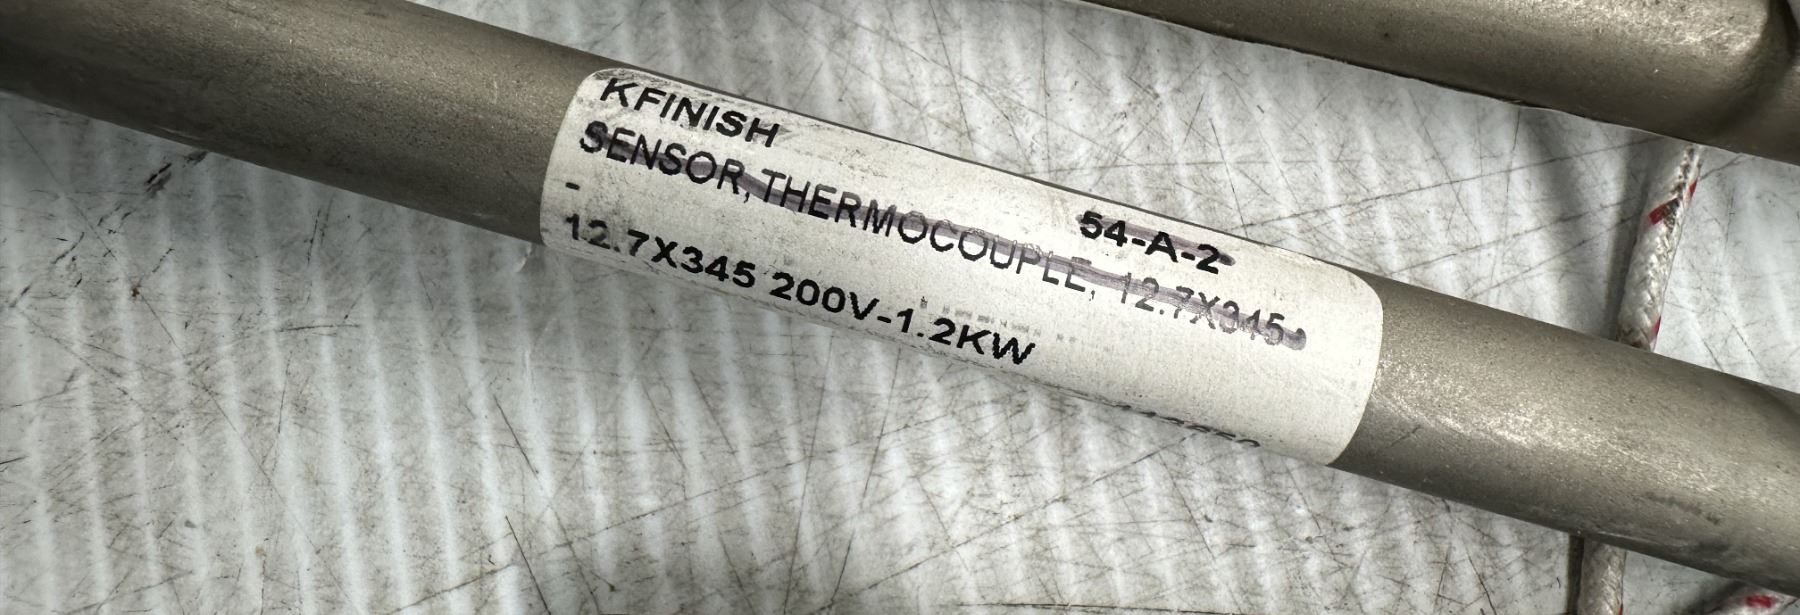 KFINISH
54-A-2
SENSOR,THERMOCOUPLE, 12.7X345
-
12.7X345 200V-1.2KW